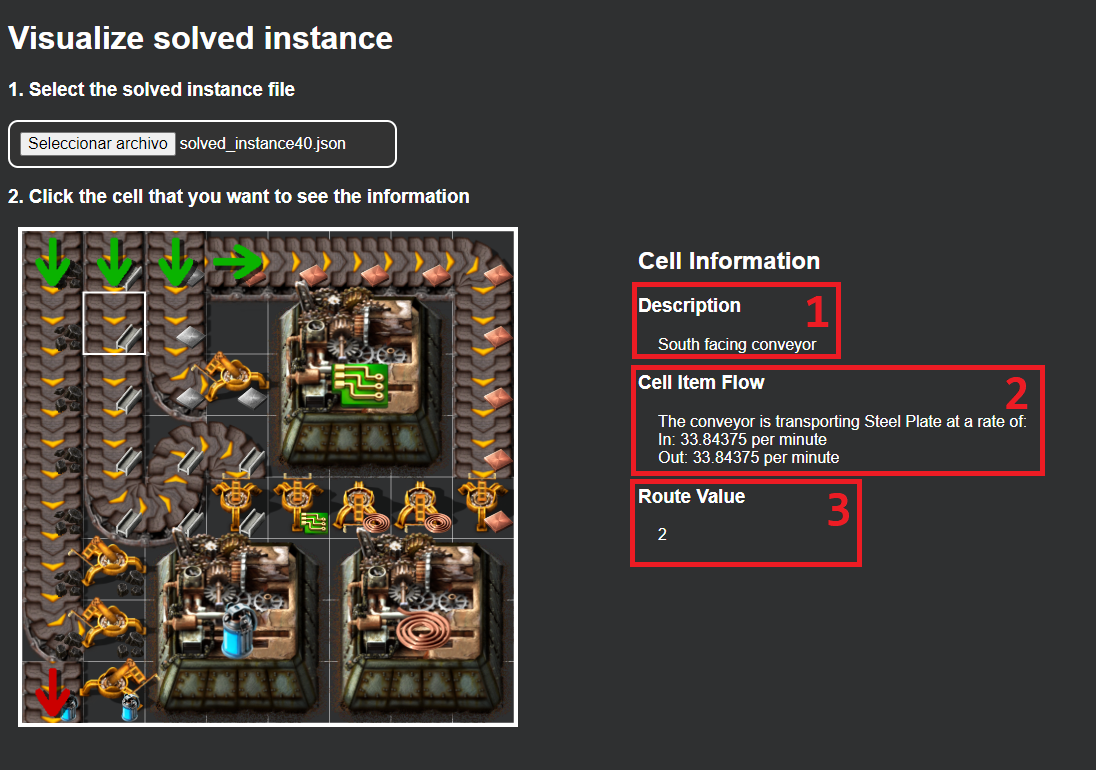 Visualize solved instance
1. Select the solved instance file
Seleccionar archivo solved_instance40.json
2. Click the cell that you want to see the information
Cell Information
Description 1
South facing conveyor
Cell Item Flow 2
The conveyor is transporting Steel Plate at a rate of:
In: 33.84375 per minute
Out: 33.84375 per minute
Route Value 3
2